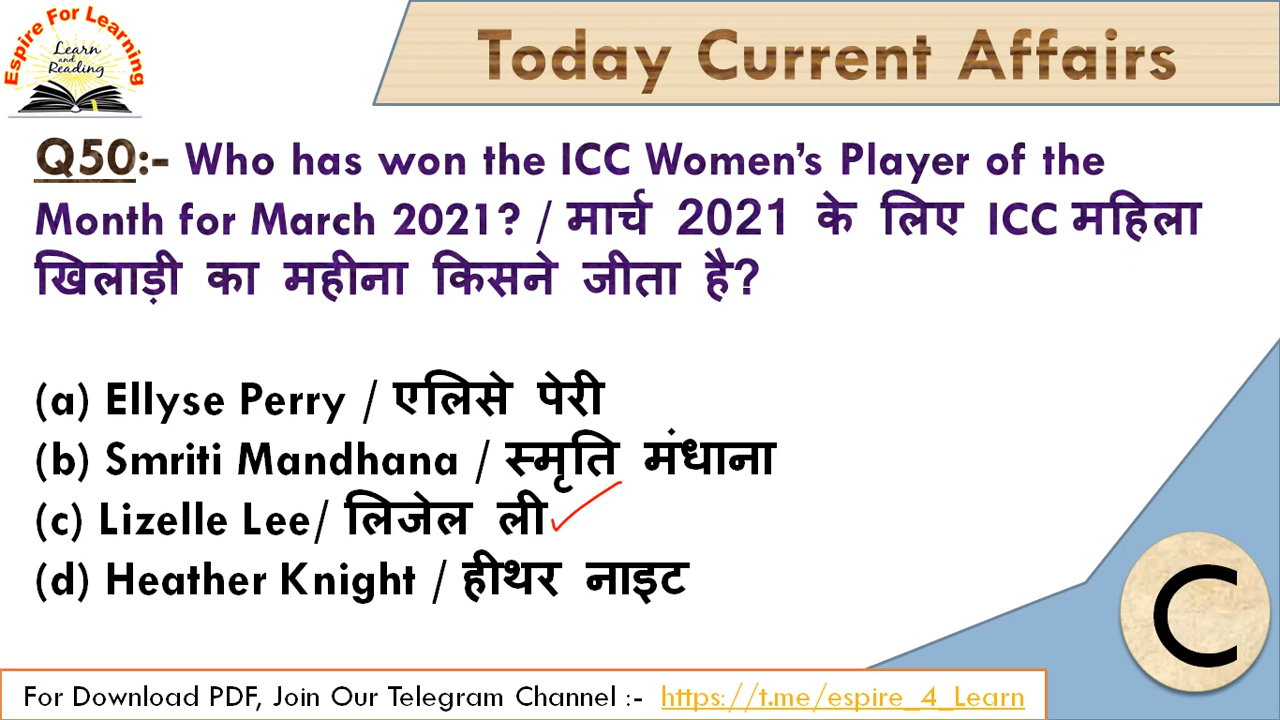 Espire For Learning
Learn
and
Reading
Today Current Affairs
Q50:- Who has won the ICC Women’s Player of the
Month for March 2021? / मार्च 2021 के लिए ICC महिला
खिलाड़ी का महीना किसने जीता है?
(a) Ellyse Perry / एलिसे पेरी
(b) Smriti Mandhana / स्मृति मंधाना
(c) Lizelle Lee/ लिजेल ली
(d) Heather Knight / हीथर नाइट
C
For Download PDF, Join Our Telegram Channel :- https://t.me/espire_4_Learn